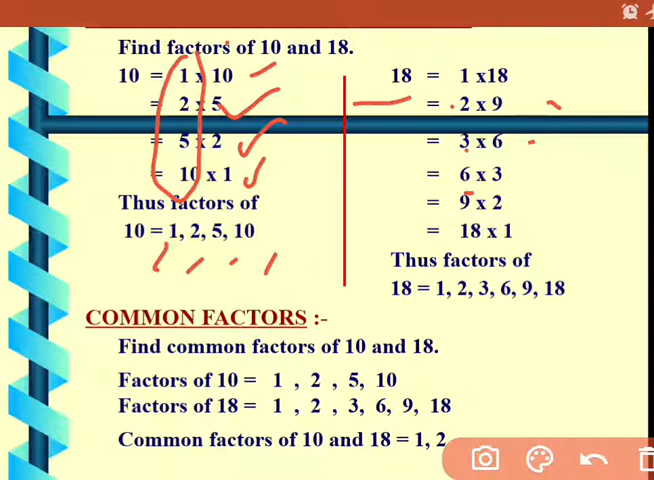 Find factors of 10 and 18.
10 = 1 x 10
= 2 x 5
= 5 x 2
= 10 x 1
Thus factors of
10 = 1, 2, 5, 10
18 = 1 x18
= 2 x 9
= 3 x 6
= 6 x 3
= 9 x 2
= 18 x 1
Thus factors of
18 = 1, 2, 3, 6, 9, 18
COMMON FACTORS :-
Find common factors of 10 and 18.
Factors of 10 = 1 , 2 , 5, 10
Factors of 18 = 1 , 2 , 3, 6, 9, 18
Common factors of 10 and 18 = 1, 2